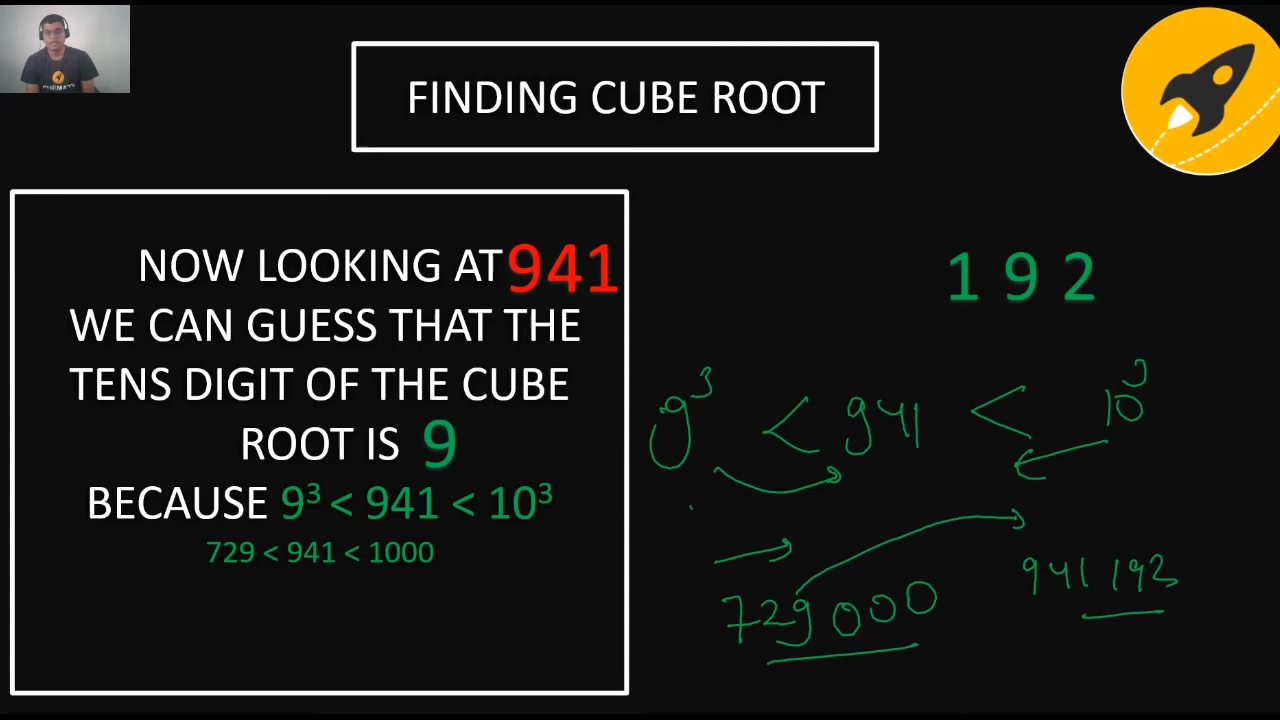 FINDING CUBE ROOT
NOW LOOKING AT 941
WE CAN GUESS THAT THE
TENS DIGIT OF THE CUBE
ROOT IS 9
BECAUSE 9³ < 941 < 10³
729 < 941 < 1000
1 9 2
9³ < 941 < 10³
729000
941192